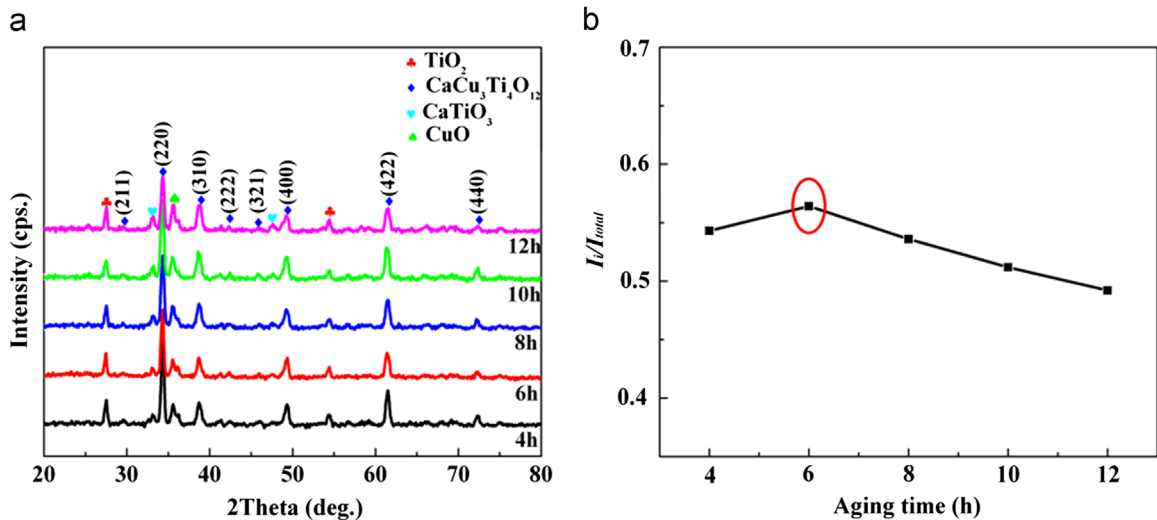 a
TiO2
CaCu3Ti4O12
CaTiO3
CuO
(211)
(220)
(310)
(222)
(321)
(400)
(422)
(440)
12h
10h
8h
6h
4h
Intensity (cps.)
20 30 40 50 60 70 80
2Theta (deg.)
b
0.7
0.6
0.5
0.4
Ii/Itotal
4 6 8 10 12
Aging time (h)